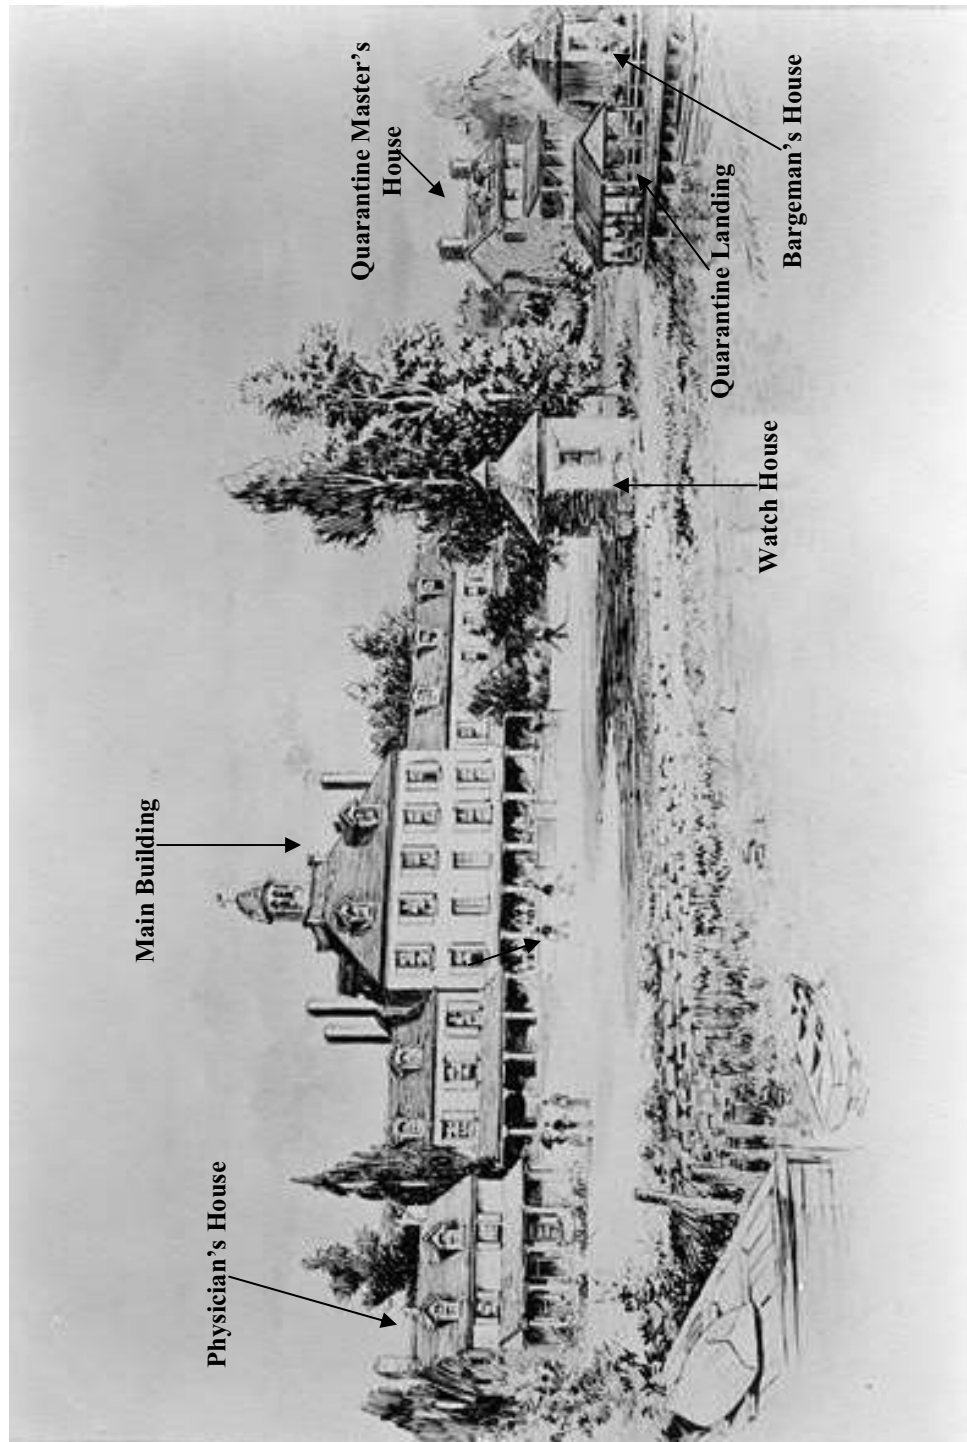 Physician’s House
Main Building
Quarantine Master’s
House
Watch House
Quarantine Landing
Bargeman’s House